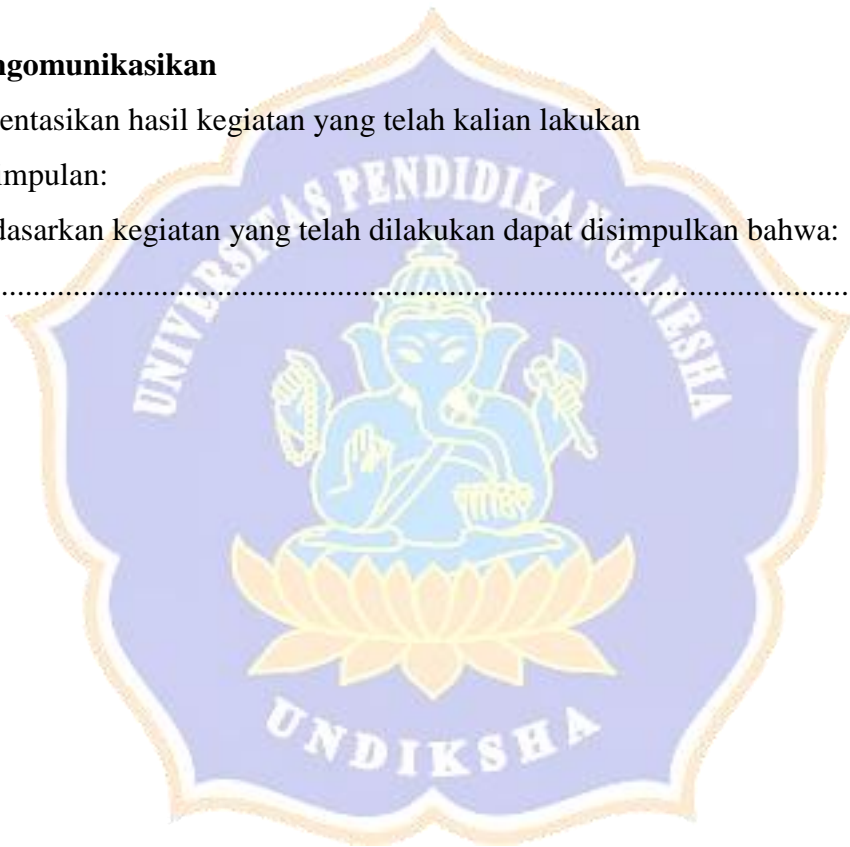 ngomunikasikan
entasikan hasil kegiatan yang telah kalian lakukan
impulan:
dasarkan kegiatan yang telah dilakukan dapat disimpulkan bahwa:
....................................................................................................
UNIVERSITAS PENDIDIKAN GANESHA
UNDIKSHA